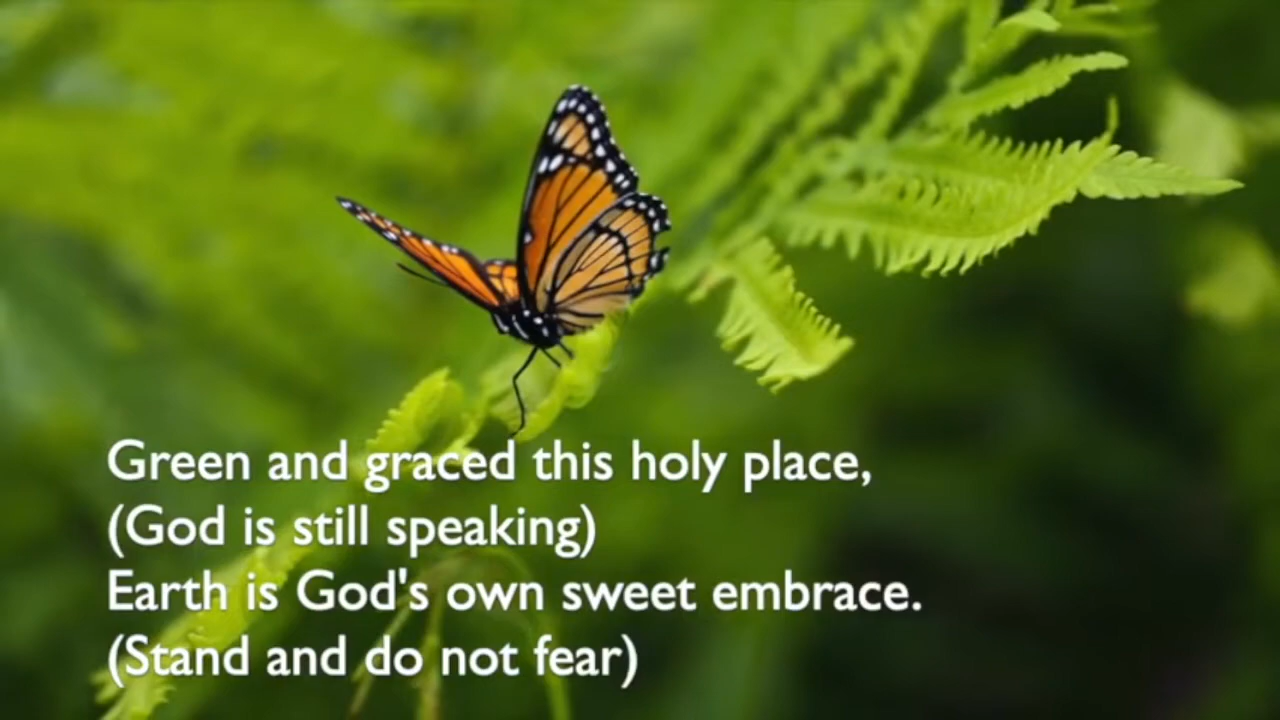 Green and graced this holy place,
(God is still speaking)
Earth is God's own sweet embrace.
(Stand and do not fear)